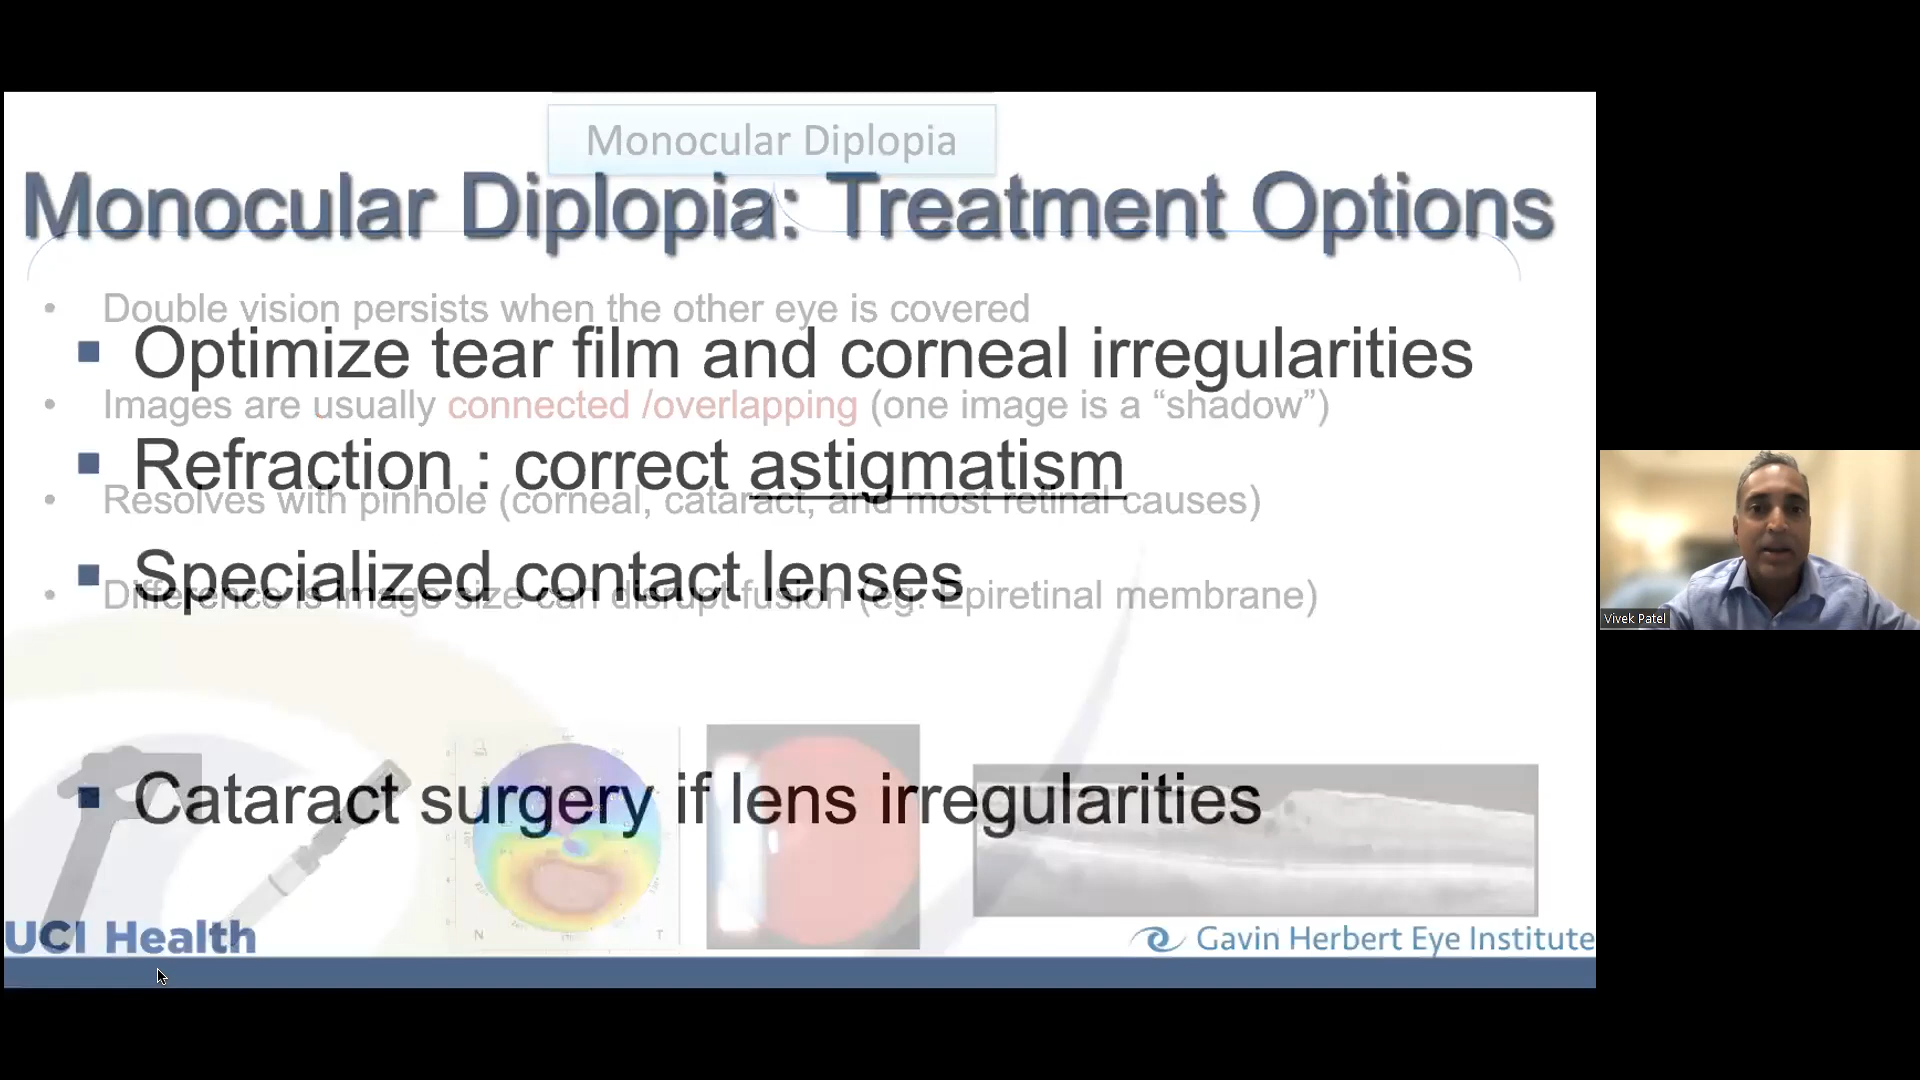 Monocular Diplopia
Monocular Diplopia: Treatment Options
• Double vision persists when the other eye is covered
▪ Optimize tear film and corneal irregularities
• Images are usually connected /overlapping (one image is a “shadow”)
▪ Refraction : correct astigmatism
• Resolves with pinhole (corneal, cataract, and most retinal causes)
▪ Specialized contact lenses
• Difference is image size can disrupt fusion (eg. Epiretinal membrane)
▪ Cataract surgery if lens irregularities
N T
UCI Health
Gavin Herbert Eye Institute
Vivek Patel